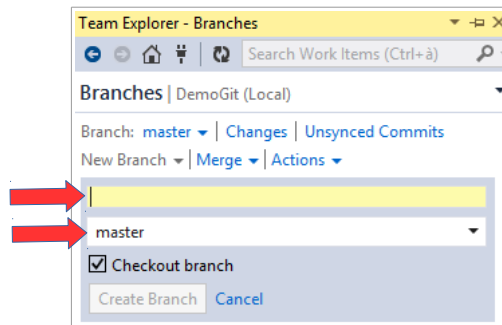 Team Explorer - Branches
Search Work Items (Ctrl+à)
Branches | DemoGit (Local)
Branch: master | Changes | Unsynced Commits
New Branch | Merge | Actions
master
Checkout branch
Create Branch Cancel